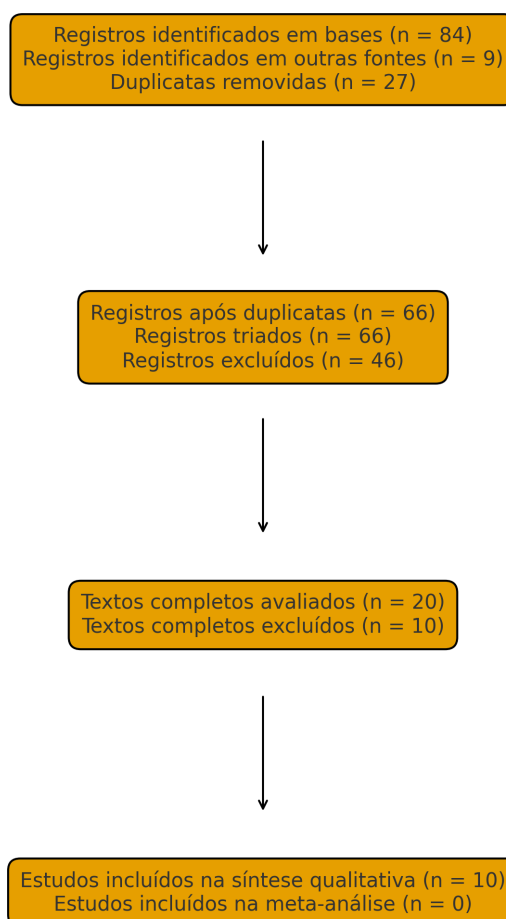 Registros identificados em bases (n = 84)
Registros identificados em outras fontes (n = 9)
Duplicatas removidas (n = 27)
Registros após duplicatas (n = 66)
Registros triados (n = 66)
Registros excluídos (n = 46)
Textos completos avaliados (n = 20)
Textos completos excluídos (n = 10)
Estudos incluídos na síntese qualitativa (n = 10)
Estudos incluídos na meta-análise (n = 0)